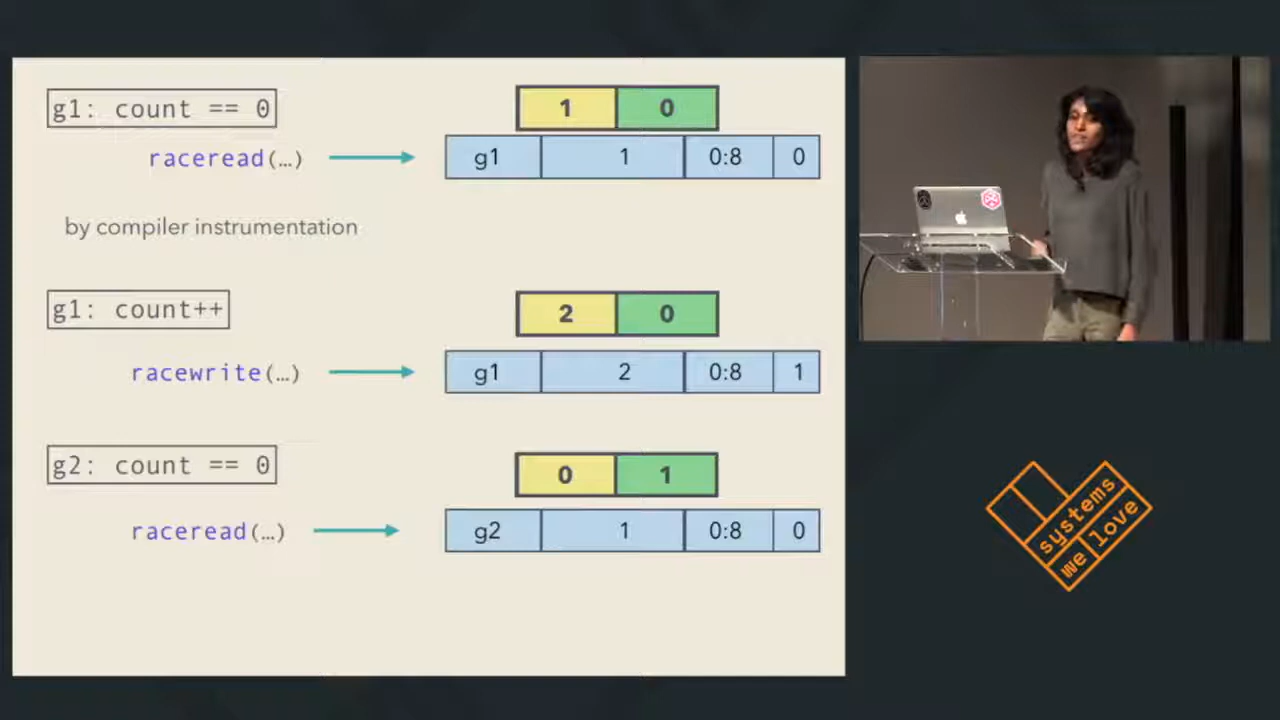 g1: count == 0
1 0
raceread(…)
g1 1 0:8 0
by compiler instrumentation
g1: count++
2 0
racewrite(…)
g1 2 0:8 1
g2: count == 0
0 1
raceread(…)
g2 1 0:8 0
systems
we love